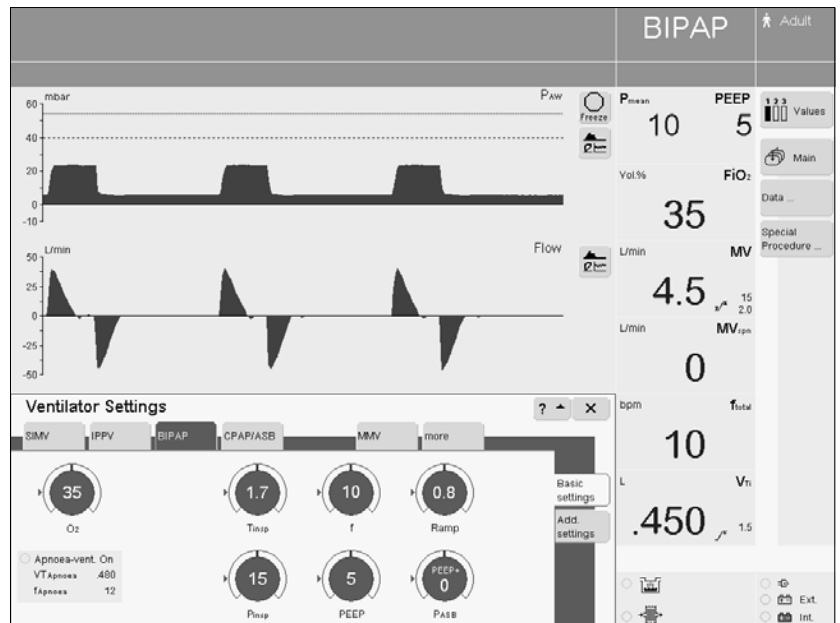 BIPAP
Adult
mbar
PAW
60
40
20
0
-10
Freeze
L/min
Flow
50
25
0
-25
-50
Pmean
PEEP
10
5
Vol.%
FiO2
35
L/min
MV
4.5
15
2.0
L/min
MVspn
0
bpm
ftotal
10
L
VTi
.450
1.5
1 2 3
Values
Main
Data ...
Special
Procedure ...
Ventilator Settings
? 
SIMV
IPPV
BIPAP
CPAP/ASB
MMV
more
35
O2
1.7
Tinsp
10
f
0.8
Ramp
Basic
settings
Add.
settings
Apnoea-vent. On
VTApnoea .480
fApnoea 12
15
Pinsp
5
PEEP
PEEP+
0
PASB
Ext.
Int.